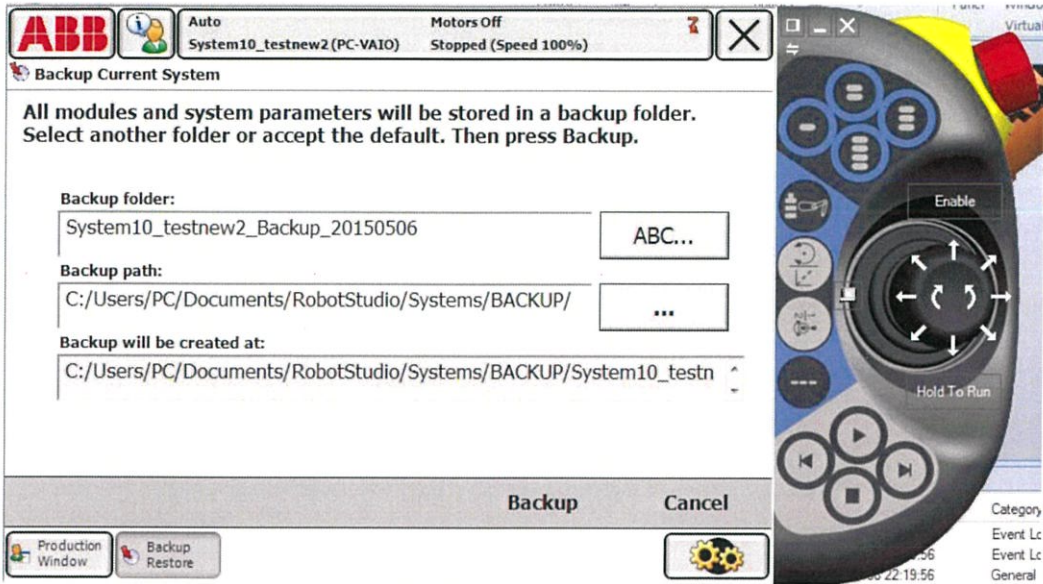 ABB
Auto
System10_testnew2 (PC-VAIO)
Motors Off
Stopped (Speed 100%)
Virtual
Backup Current System
All modules and system parameters will be stored in a backup folder.
Select another folder or accept the default. Then press Backup.
Backup folder:
System10_testnew2_Backup_20150506
ABC...
Backup path:
C:/Users/PC/Documents/RobotStudio/Systems/BACKUP/
...
Backup will be created at:
C:/Users/PC/Documents/RobotStudio/Systems/BACKUP/System10_testn
Backup
Cancel
Production
Window
Backup
Restore
Enable
Hold To Run
Category
Event Lo
Event Lo
22:19:56
General